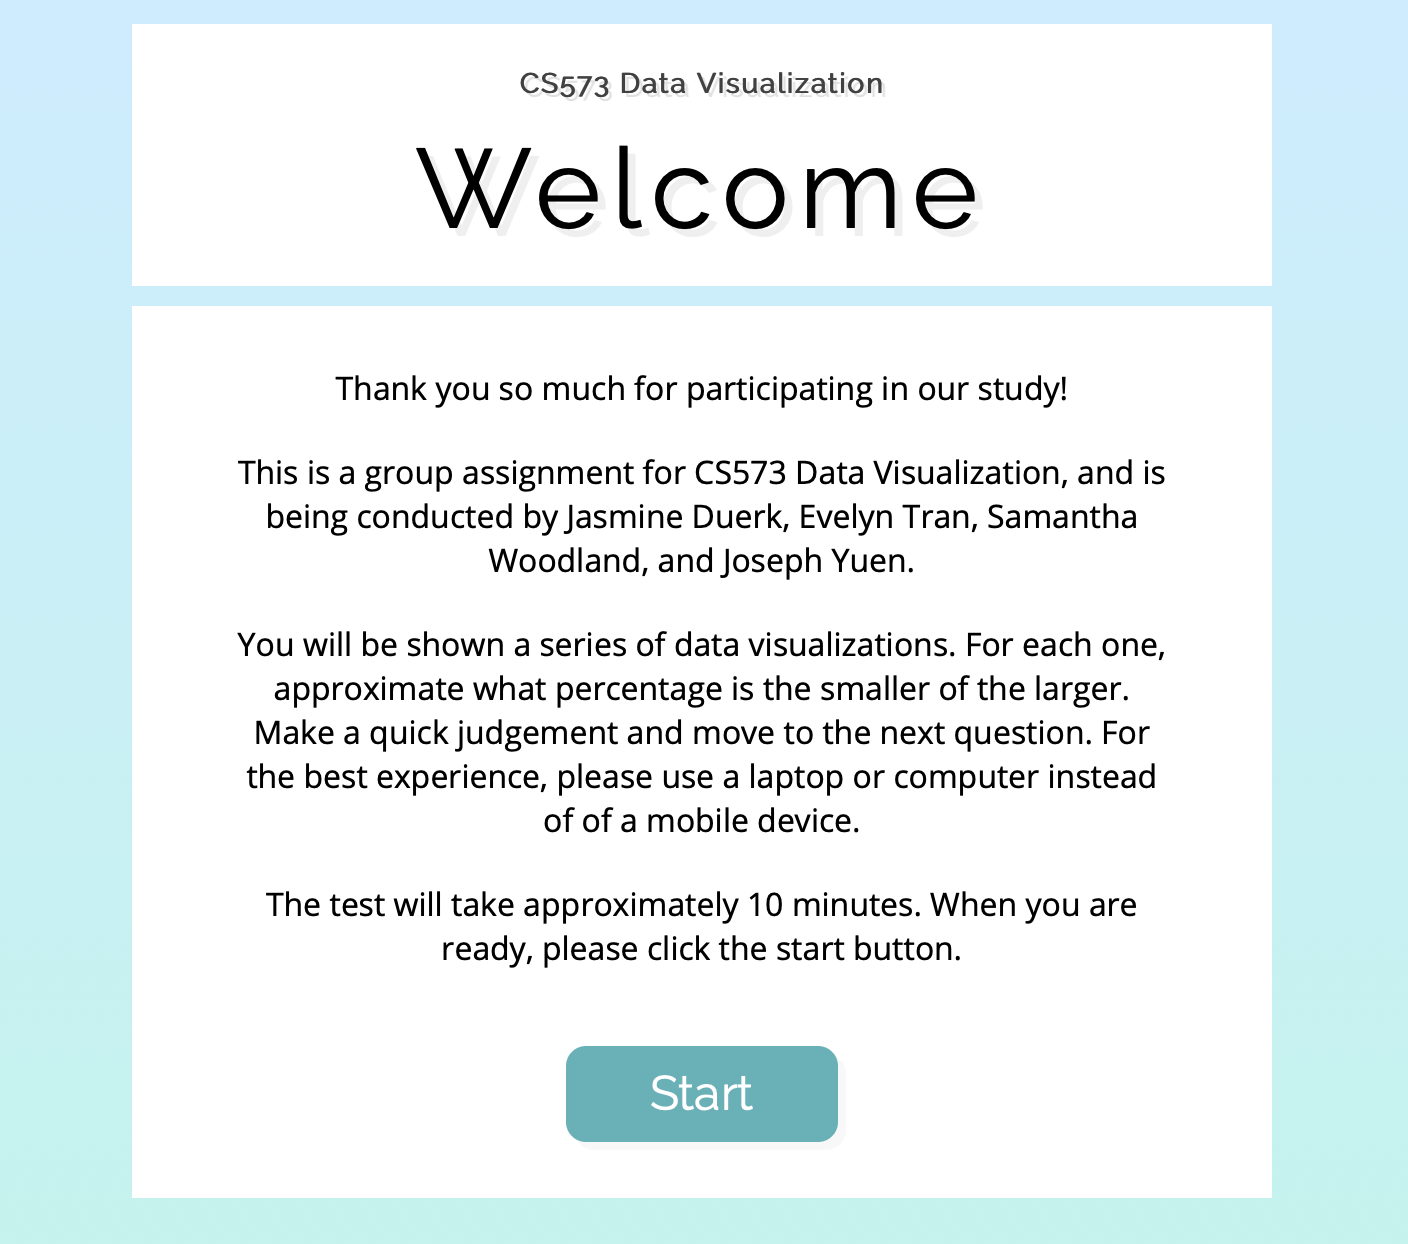 CS573 Data Visualization
Welcome
Thank you so much for participating in our study!
This is a group assignment for CS573 Data Visualization, and is
being conducted by Jasmine Duerk, Evelyn Tran, Samantha
Woodland, and Joseph Yuen.
You will be shown a series of data visualizations. For each one,
approximate what percentage is the smaller of the larger.
Make a quick judgement and move to the next question. For
the best experience, please use a laptop or computer instead
of of a mobile device.
The test will take approximately 10 minutes. When you are
ready, please click the start button.
Start